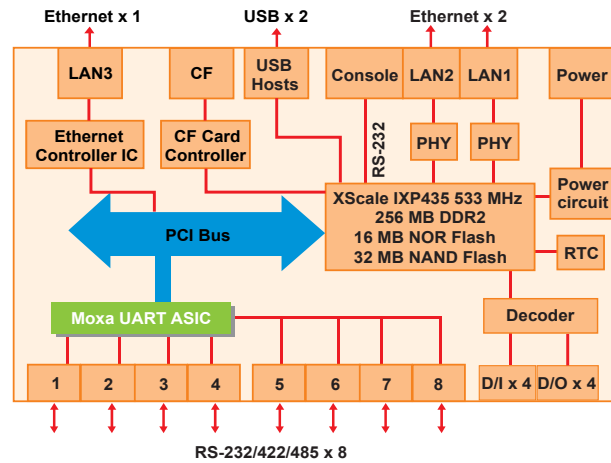 Ethernet x 1
USB x 2
Ethernet x 2
LAN3
CF
USB
Hosts
Console
LAN2
LAN1
Power
Ethernet
Controller IC
CF Card
Controller
RS-232
PHY
PHY
XScale IXP435 533 MHz
256 MB DDR2
16 MB NOR Flash
32 MB NAND Flash
Power
circuit
PCI Bus
RTC
Moxa UART ASIC
Decoder
1
2
3
4
5
6
7
8
D/I x 4
D/O x 4
RS-232/422/485 x 8